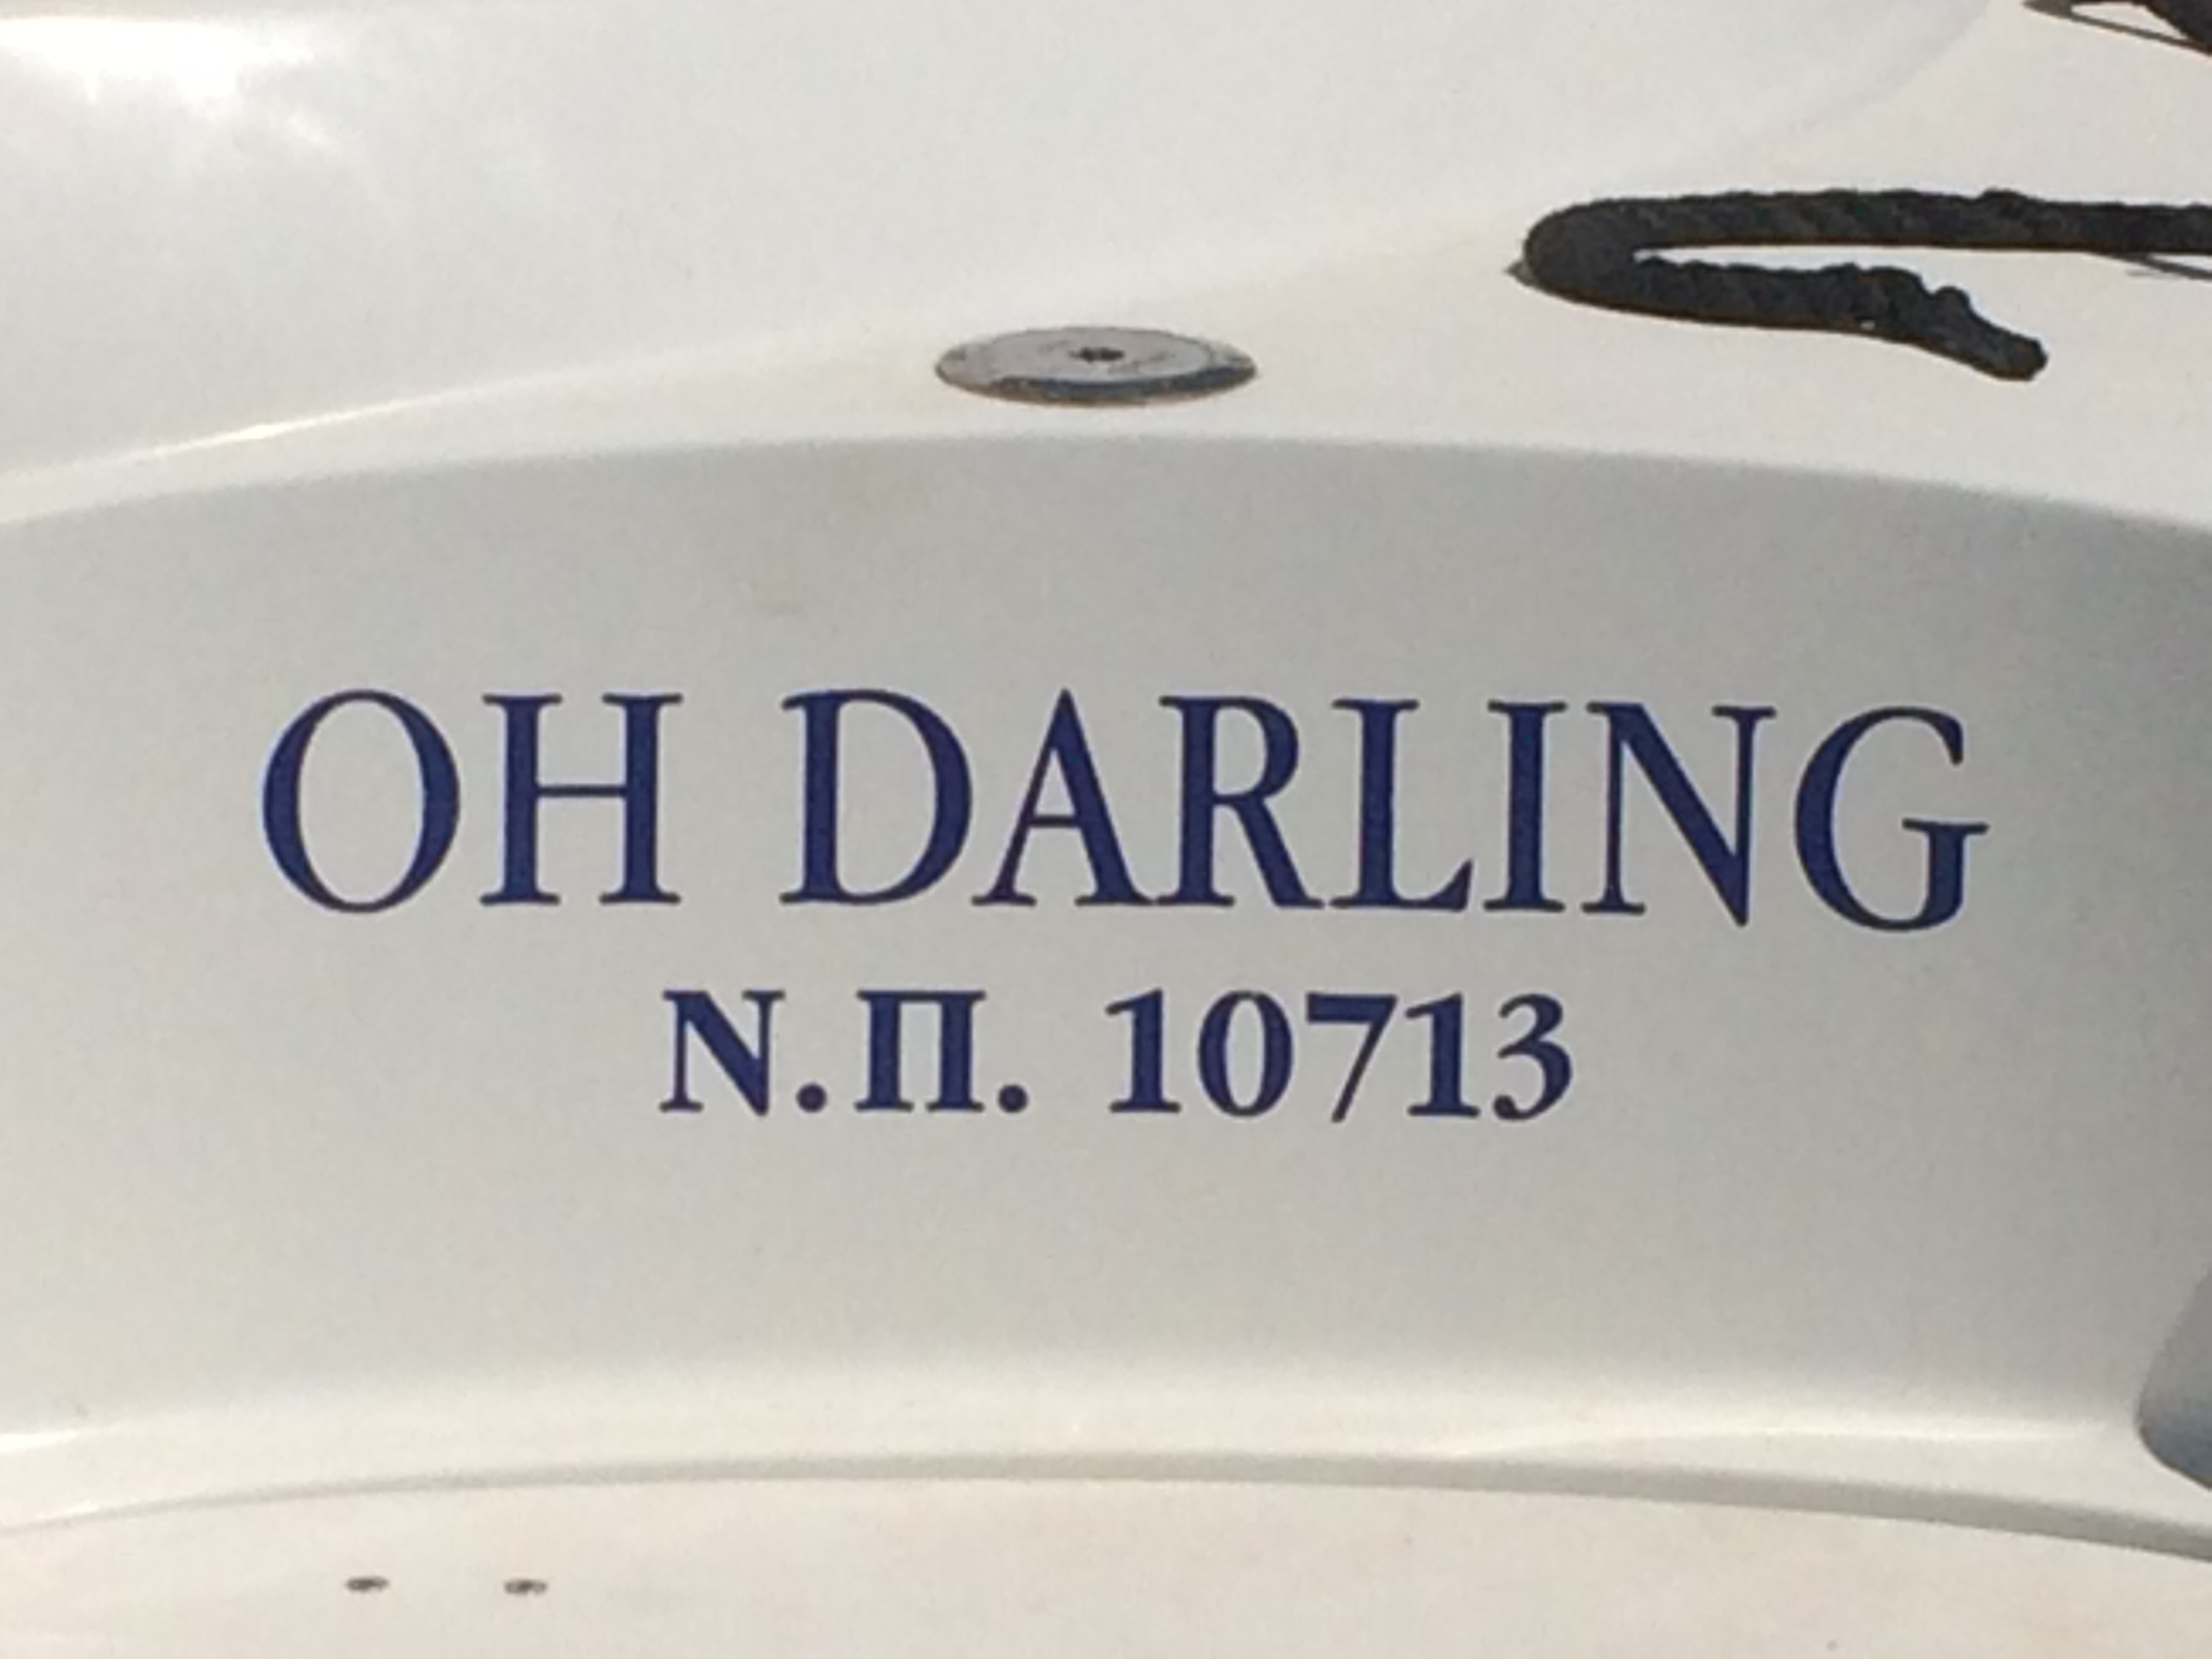 OH DARLING
Ν.Π. 10713